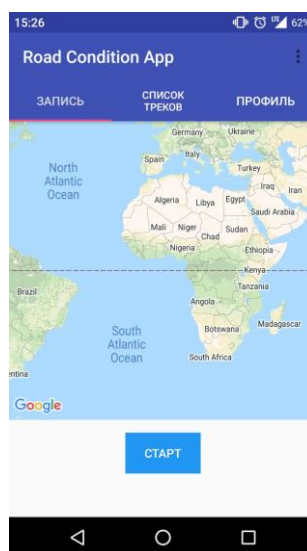 15:26
LTE 62%
Road Condition App
ЗАПИСЬ
СПИСОК
ТРЕКОВ
ПРОФИЛЬ
Germany
Ukraine
Spain
Italy
Turkey
North
Atlantic
Ocean
Iraq
Iran
Algeria
Libya
Egypt
Saudi Arabia
Mali
Niger
Chad
Sudan
Nigeria
Ethiopia
Kenya
Brazil
Tanzania
Angola
South
Atlantic
Ocean
Botswana
Madagascar
South Africa
entina
Google
СТАРТ